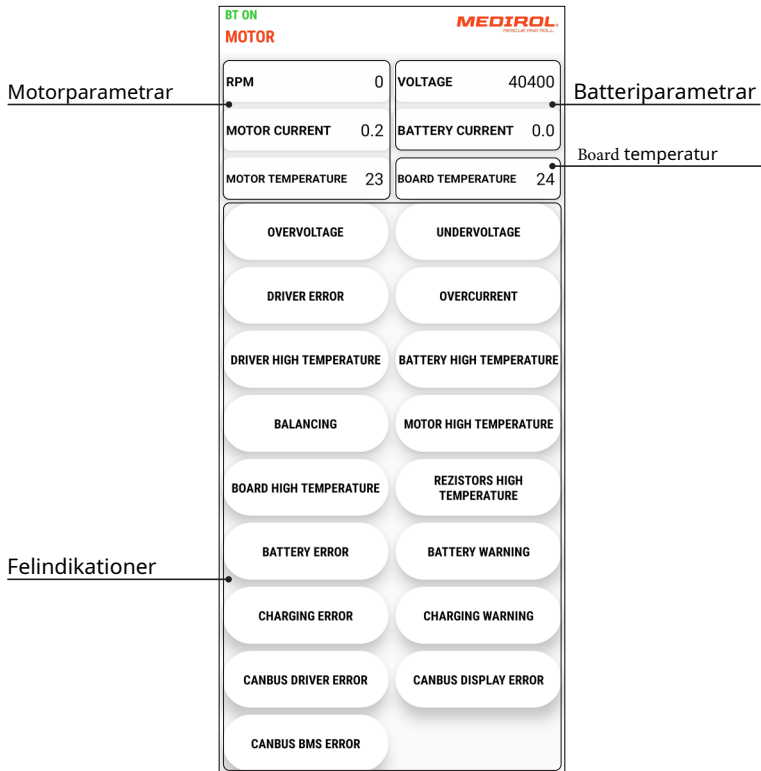 BT ON
MOTOR
MEDIROL.
RESCUE AND ROLL
Motorparametrar
RPM 0
VOLTAGE 40400
Batteriparametrar
MOTOR CURRENT 0.2
BATTERY CURRENT 0.0
Board temperatur
MOTOR TEMPERATURE 23
BOARD TEMPERATURE 24
OVERVOLTAGE
UNDERVOLTAGE
DRIVER ERROR
OVERCURRENT
DRIVER HIGH TEMPERATURE
BATTERY HIGH TEMPERATURE
BALANCING
MOTOR HIGH TEMPERATURE
BOARD HIGH TEMPERATURE
REZISTORS HIGH
TEMPERATURE
BATTERY ERROR
BATTERY WARNING
Felindikationer
CHARGING ERROR
CHARGING WARNING
CANBUS DRIVER ERROR
CANBUS DISPLAY ERROR
CANBUS BMS ERROR